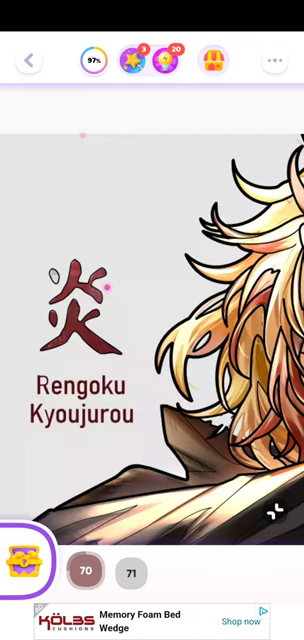 97%
3
20
炎
Rengoku
Kyoujurou
?
70
71
KÖLBS
CUSHIONS
Memory Foam Bed
Wedge
Shop now